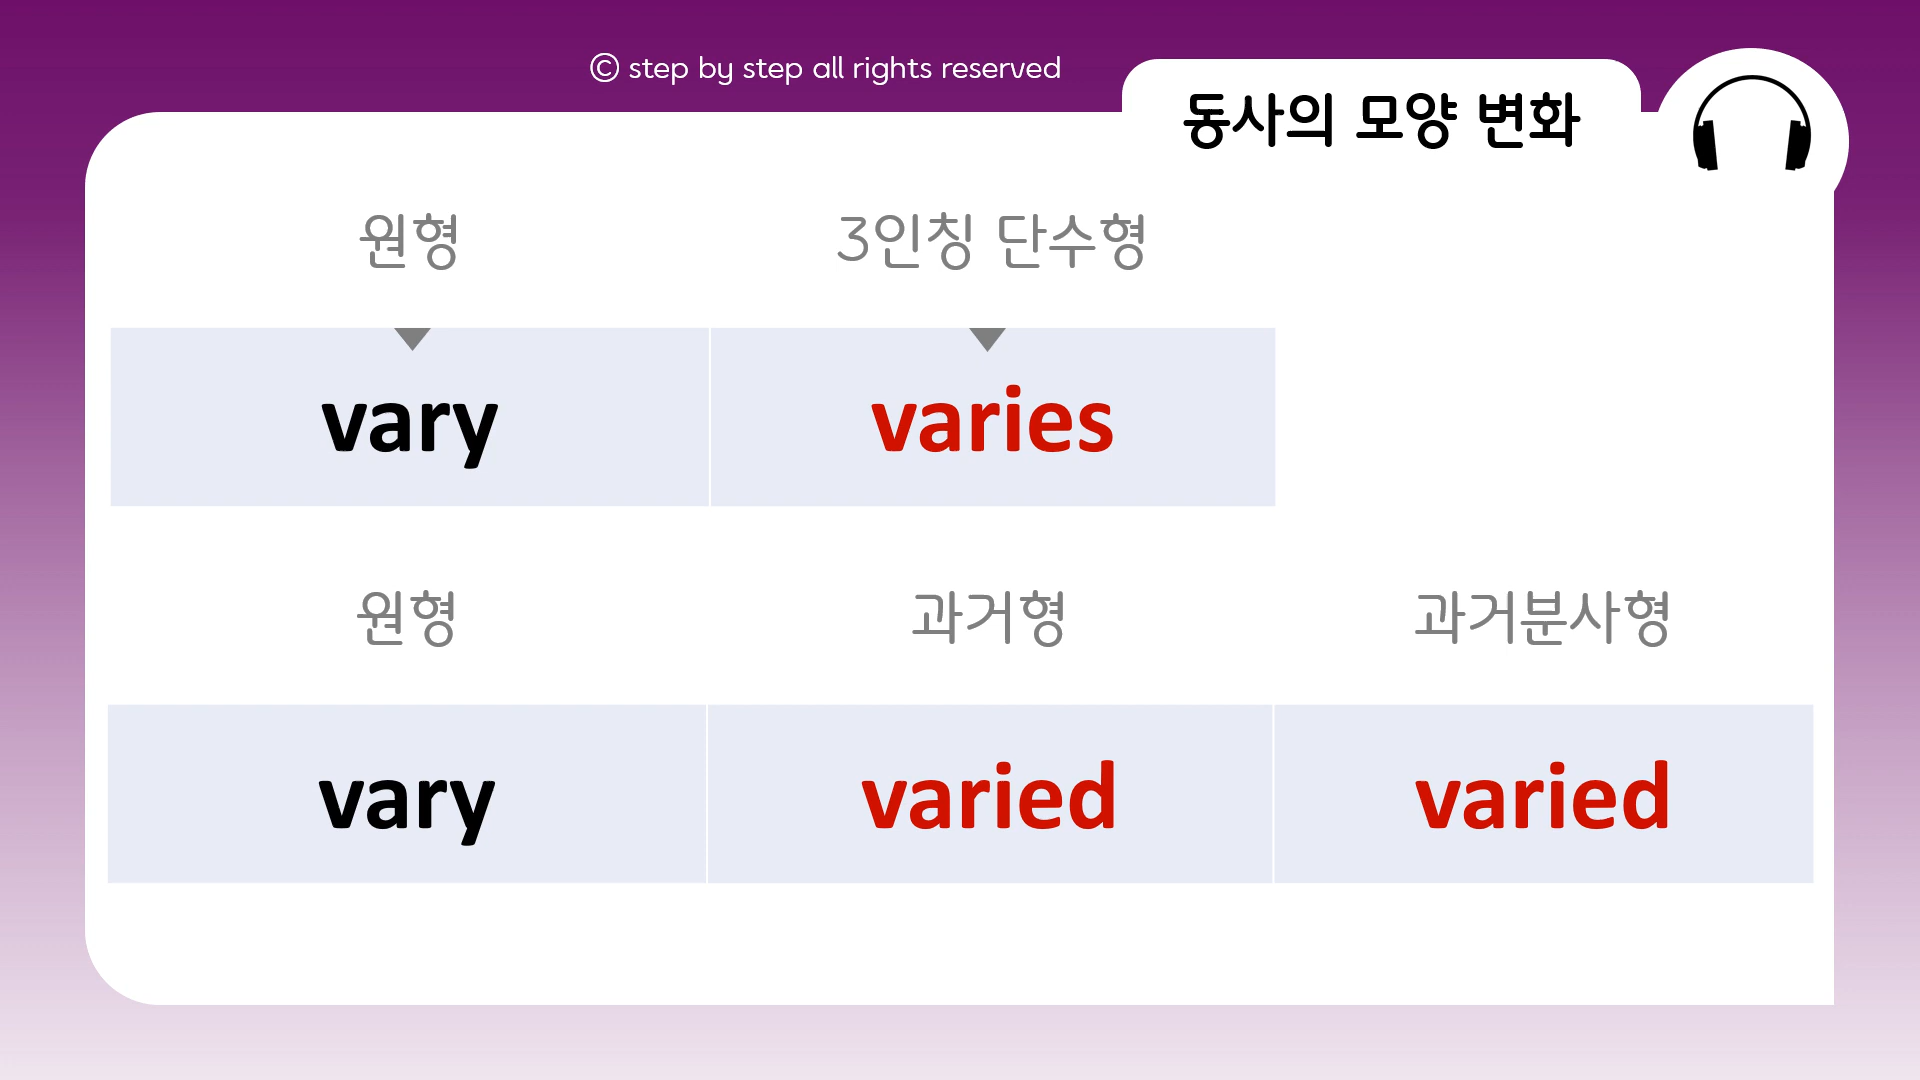 © step by step all rights reserved
동사의 모양 변화
원형 3인칭 단수형
vary varies
원형 과거형 과거분사형
vary varied varied